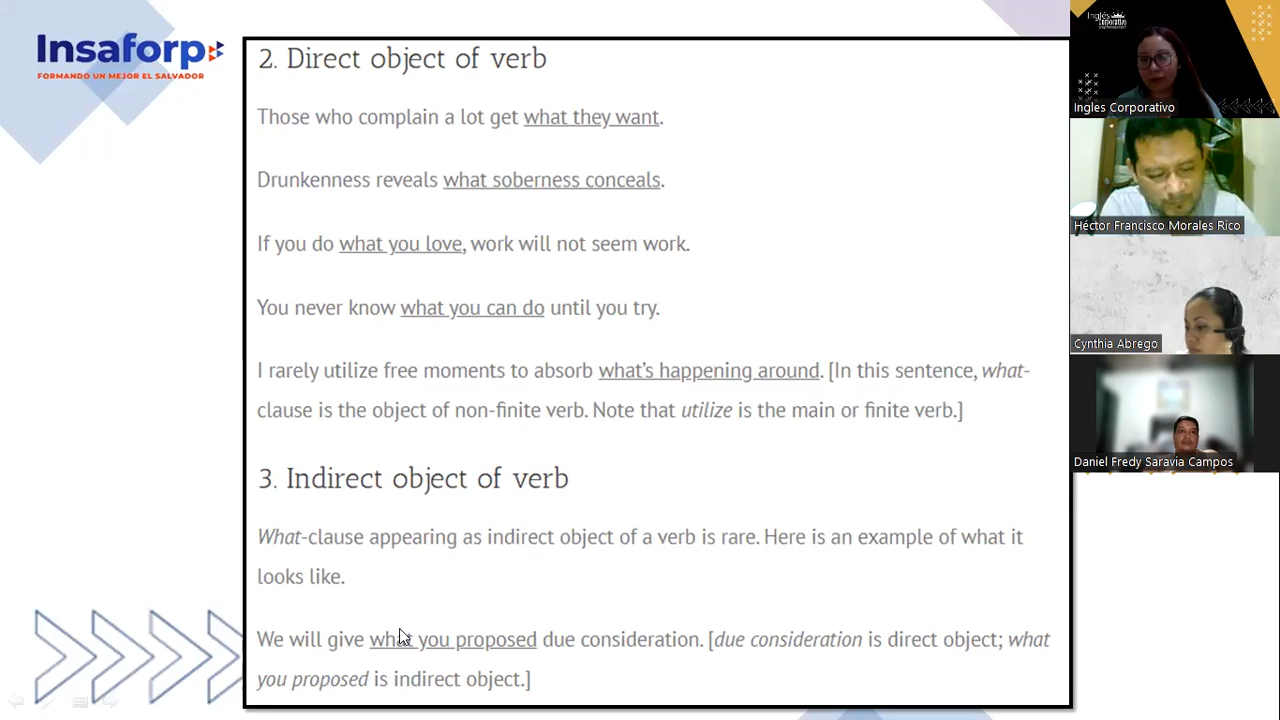 Insaforp
FORMANDO UN MEJOR EL SALVADOR
2. Direct object of verb
Those who complain a lot get what they want.
Drunkenness reveals what soberness conceals.
If you do what you love, work will not seem work.
You never know what you can do until you try.
I rarely utilize free moments to absorb what's happening around. [In this sentence, what-
clause is the object of non-finite verb. Note that utilize is the main or finite verb.]
3. Indirect object of verb
What-clause appearing as indirect object of a verb is rare. Here is an example of what it
looks like.
We will give what you proposed due consideration. [due consideration is direct object; what
you proposed is indirect object.]
Inglés
Corporativo
Ingles Corporativo
Héctor Francisco Morales Rico
Cynthia Abrego
Daniel Fredy Saravia Campos